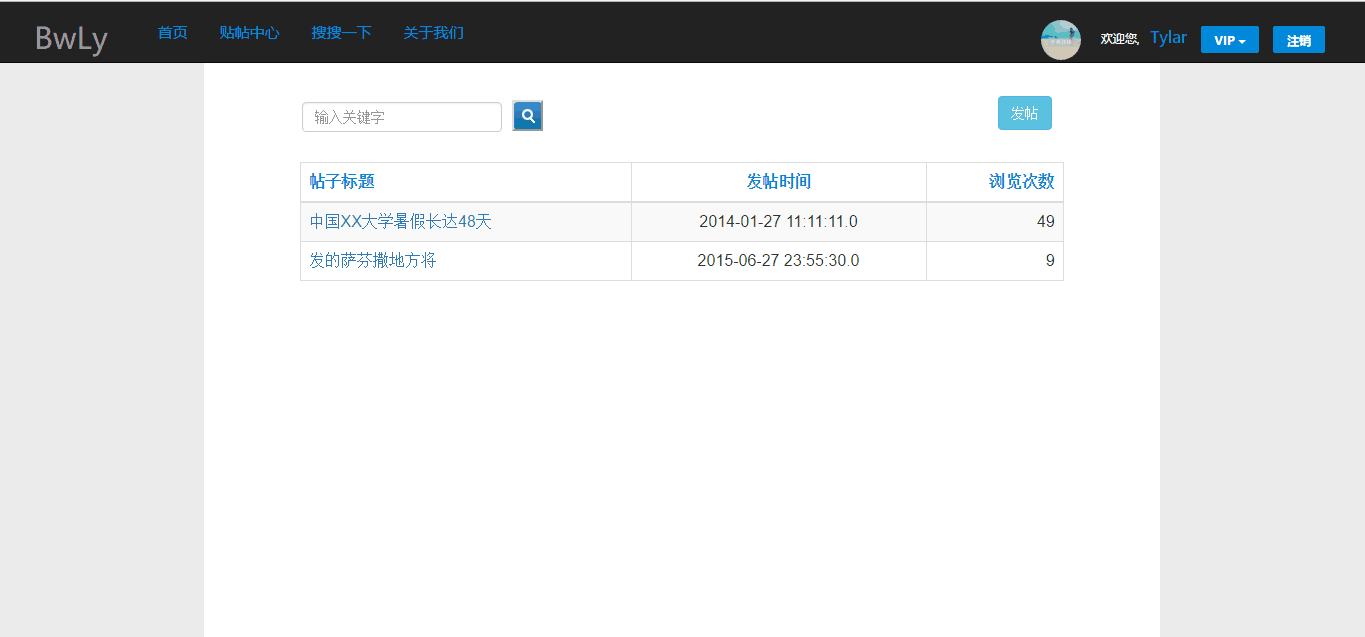 BwLy 首页 贴帖中心 搜搜一下 关于我们 欢迎您, Tylar VIP 注销
输入关键字 发帖
帖子标题 发帖时间 浏览次数
中国XX大学暑假长达48天 2014-01-27 11:11:11.0 49
发的萨芬撒地方将 2015-06-27 23:55:30.0 9